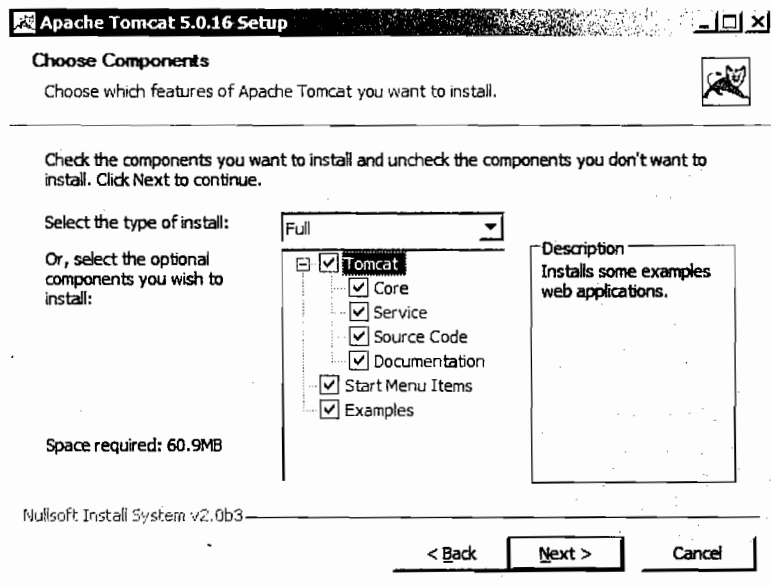 Apache Tomcat 5.0.16 Setup
Choose Components
Choose which features of Apache Tomcat you want to install.
Check the components you want to install and uncheck the components you don't want to
install. Click Next to continue.
Select the type of install:
Full
Or, select the optional
components you wish to
install:
Tomcat
Core
Service
Source Code
Documentation
Start Menu Items
Examples
Description
Installs some examples
web applications.
Space required: 60.9MB
Nullsoft Install System v2.0b3
< Back
Next >
Cancel